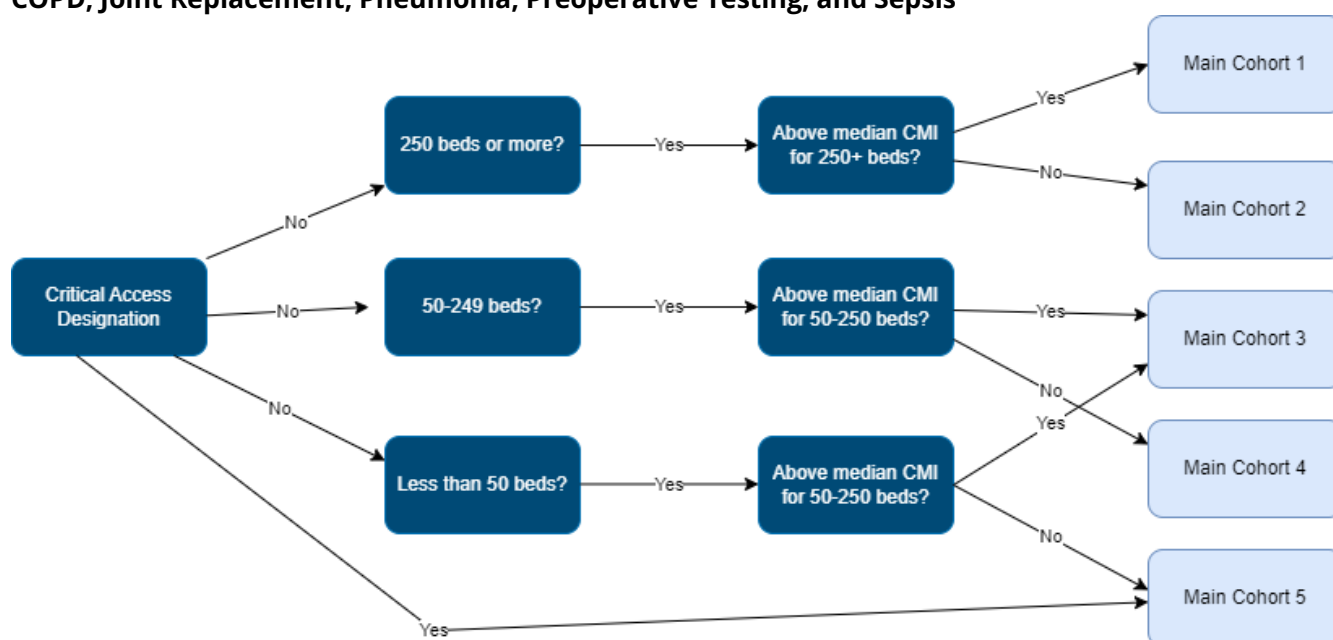 COPD, Joint Replacement, Pneumonia, Preoperative Testing, and Sepsis
Main Cohort 1
Yes
250 beds or more?
Yes
Above median CMI
for 250+ beds?
No
Main Cohort 2
No
Critical Access
Designation
No
50-249 beds?
Yes
Above median CMI
for 50-250 beds?
Yes
Main Cohort 3
No
No
Yes
Less than 50 beds?
Yes
Above median CMI
for 50-250 beds?
Main Cohort 4
No
Main Cohort 5
Yes